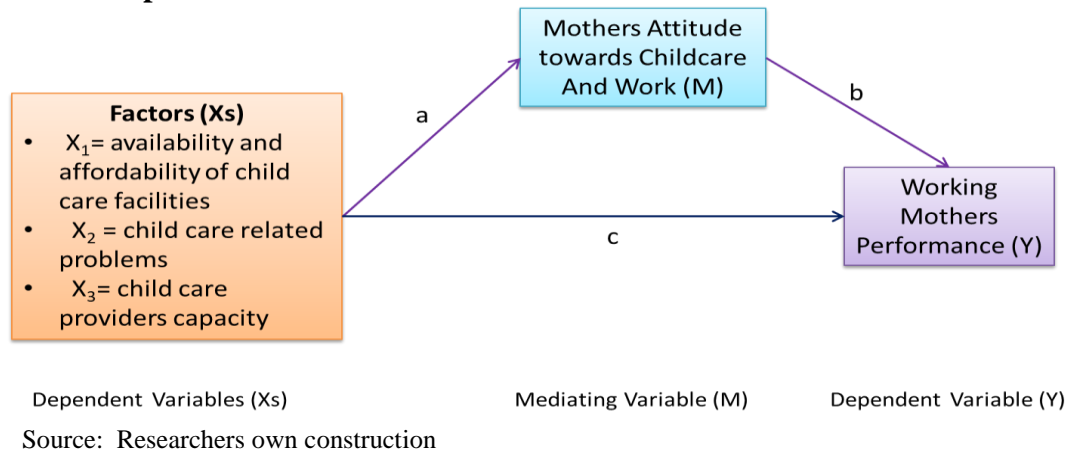 Mothers Attitude
towards Childcare
And Work (M)
a
b
Factors (Xs)
• X₁= availability and
affordability of child
care facilities
• X₂ = child care related
problems
• X₃= child care
providers capacity
Working
Mothers
Performance (Y)
c
Dependent Variables (Xs)
Mediating Variable (M)
Dependent Variable (Y)
Source: Researchers own construction